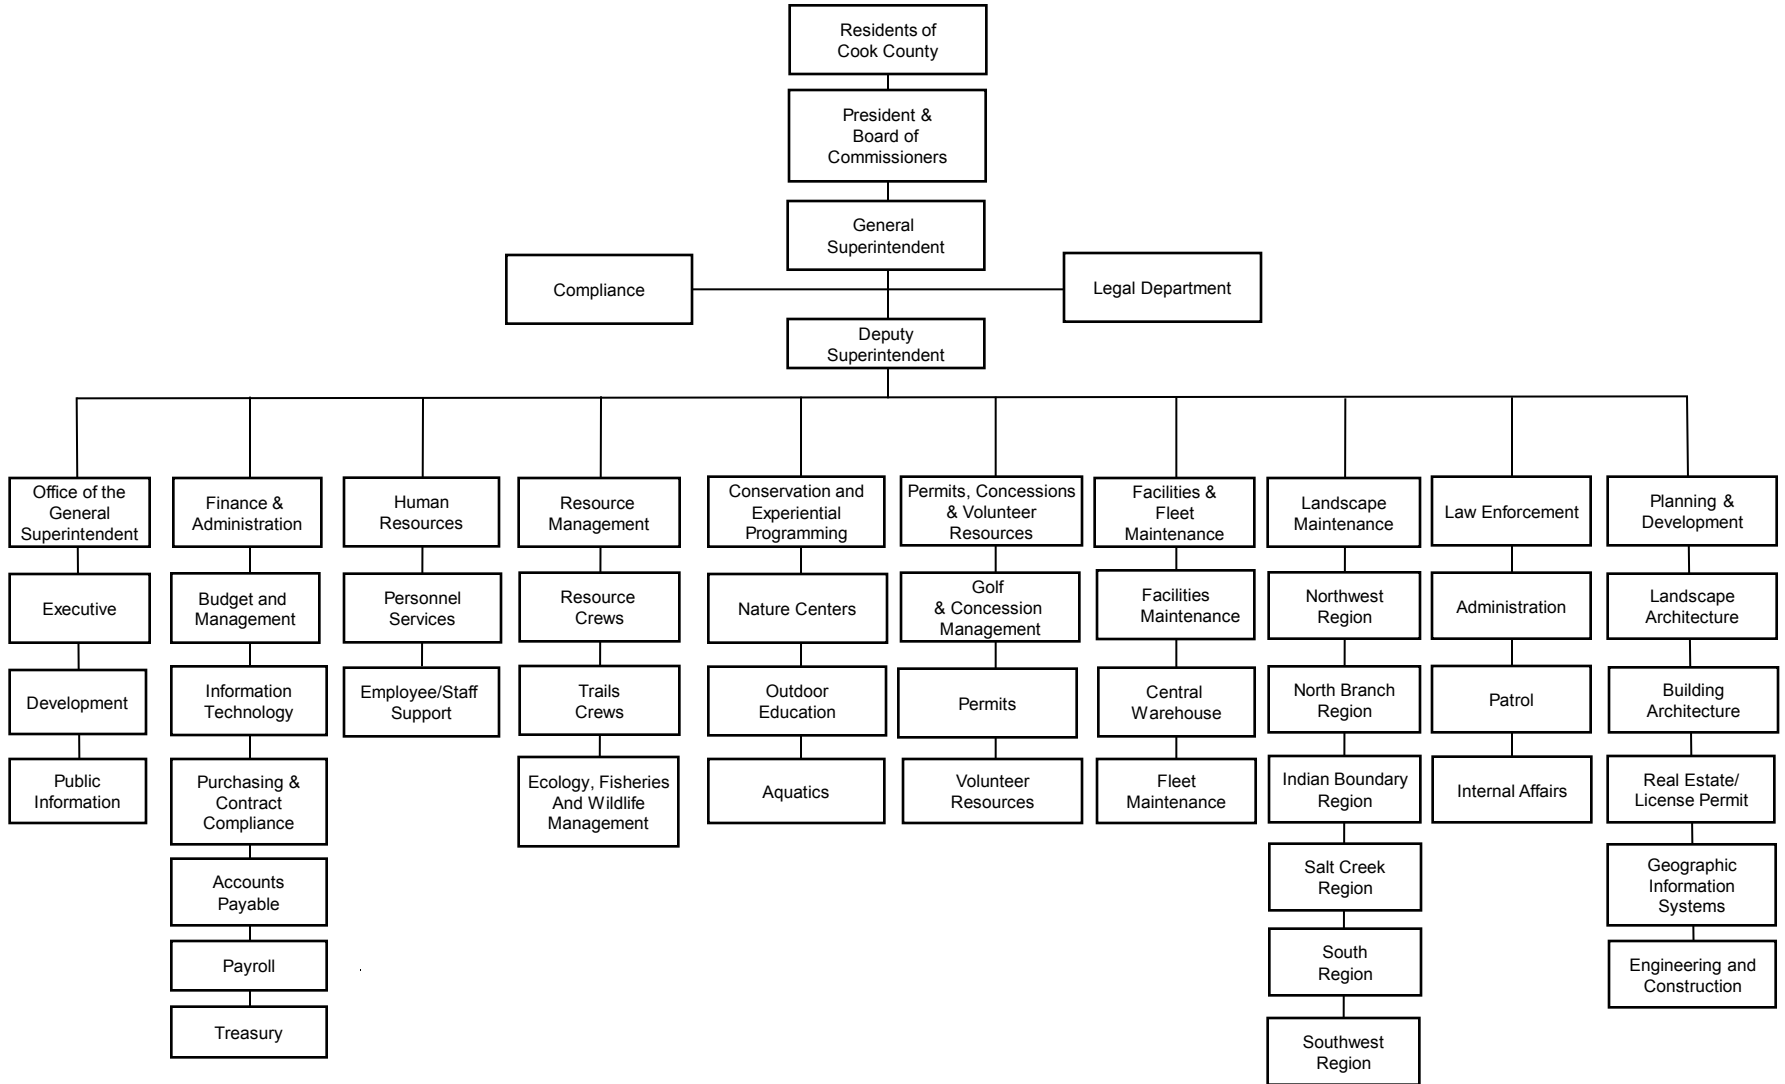 Residents of
Cook County
President &
Board of
Commissioners
General
Superintendent
Compliance
Legal Department
Deputy
Superintendent
Office of the
General
Superintendent
Executive
Development
Public
Information
Finance &
Administration
Budget and
Management
Information
Technology
Purchasing &
Contract
Compliance
Accounts
Payable
Payroll
Treasury
Human
Resources
Personnel
Services
Employee/Staff
Support
Resource
Management
Resource
Crews
Trails
Crews
Ecology, Fisheries
And Wildlife
Management
Conservation and
Experiential
Programming
Nature Centers
Outdoor
Education
Aquatics
Permits, Concessions
& Volunteer
Resources
Golf
& Concession
Management
Permits
Volunteer
Resources
Facilities &
Fleet
Maintenance
Facilities
Maintenance
Central
Warehouse
Fleet
Maintenance
Landscape
Maintenance
Northwest
Region
North Branch
Region
Indian Boundary
Region
Salt Creek
Region
South
Region
Southwest
Region
Law Enforcement
Administration
Patrol
Internal Affairs
Planning &
Development
Landscape
Architecture
Building
Architecture
Real Estate/
License Permit
Geographic
Information
Systems
Engineering and
Construction